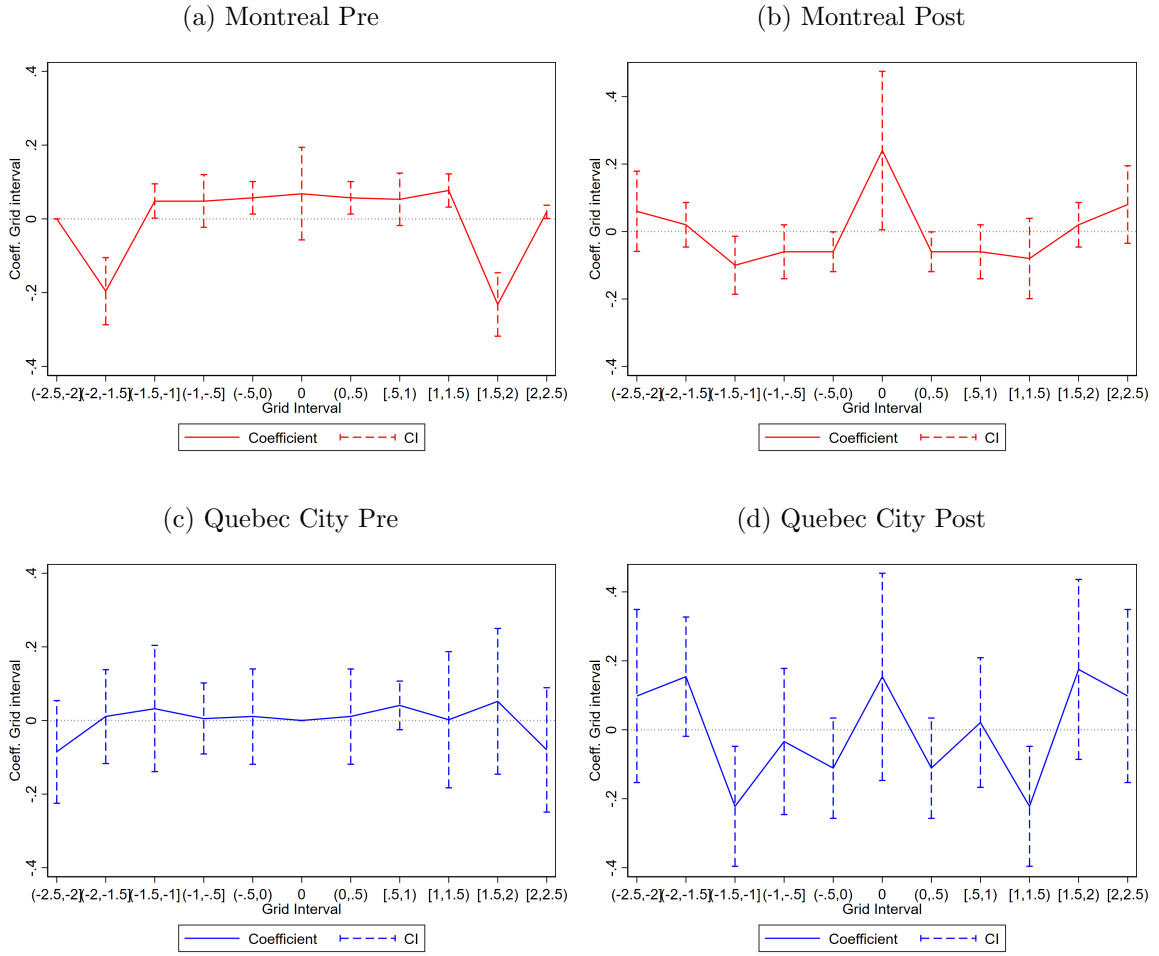 (a) Montreal Pre
(b) Montreal Post
Coeff. Grid interval
.4
.2
0
-.2
-.4
(-2.5,-2] (-2,-1.5] (-1.5,-1] (-1,-.5] (-.5,0) 0 (0,.5) [.5,1) [1,1.5) [1.5,2) [2,2.5)
Grid Interval
Coefficient CI
Coeff. Grid interval
.4
.2
0
-.2
-.4
(-2.5,-2] (-2,-1.5] (-1.5,-1] (-1,-.5] (-.5,0) 0 (0,.5) [.5,1) [1,1.5) [1.5,2) [2,2.5)
Grid Interval
Coefficient CI
(c) Quebec City Pre
(d) Quebec City Post
Coeff. Grid interval
.4
.2
0
-.2
-.4
(-2.5,-2] (-2,-1.5] (-1.5,-1] (-1,-.5] (-.5,0) 0 (0,.5) [.5,1) [1,1.5) [1.5,2) [2,2.5)
Grid Interval
Coefficient CI
Coeff. Grid interval
.4
.2
0
-.2
-.4
(-2.5,-2] (-2,-1.5] (-1.5,-1] (-1,-.5] (-.5,0) 0 (0,.5) [.5,1) [1,1.5) [1.5,2) [2,2.5)
Grid Interval
Coefficient CI